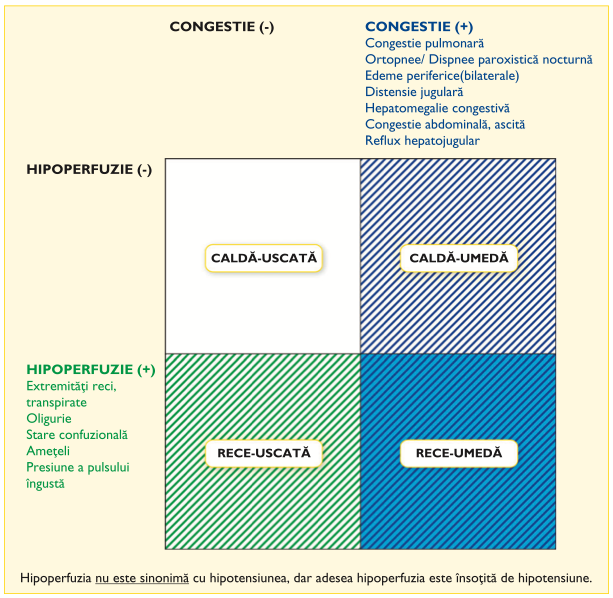 CONGESTIE (-)
CONGESTIE (+)
Congestie pulmonară
Ortopnee/ Dispnee paroxistică nocturnă
Edeme periferice(bilaterale)
Distensie jugulară
Hepatomegalie congestivă
Congestie abdominală, ascită
Reflux hepatojugular
HIPOPERFUZIE (-)
CALDĂ-USCATĂ
CALDĂ-UMEDĂ
HIPOPERFUZIE (+)
Extremităţi reci,
transpirate
Oligurie
Stare confuzională
Ameţeli
Presiune a pulsului
îngustă
RECE-USCATĂ
RECE-UMEDĂ
Hipoperfuzia nu este sinonimă cu hipotensiunea, dar adesea hipoperfuzia este însoţită de hipotensiune.